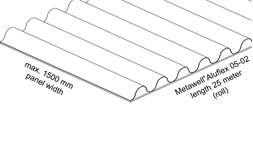 max. 1500 mm
panel width
Metawell® Aluflex 05-02
length 25 meter
(roll)